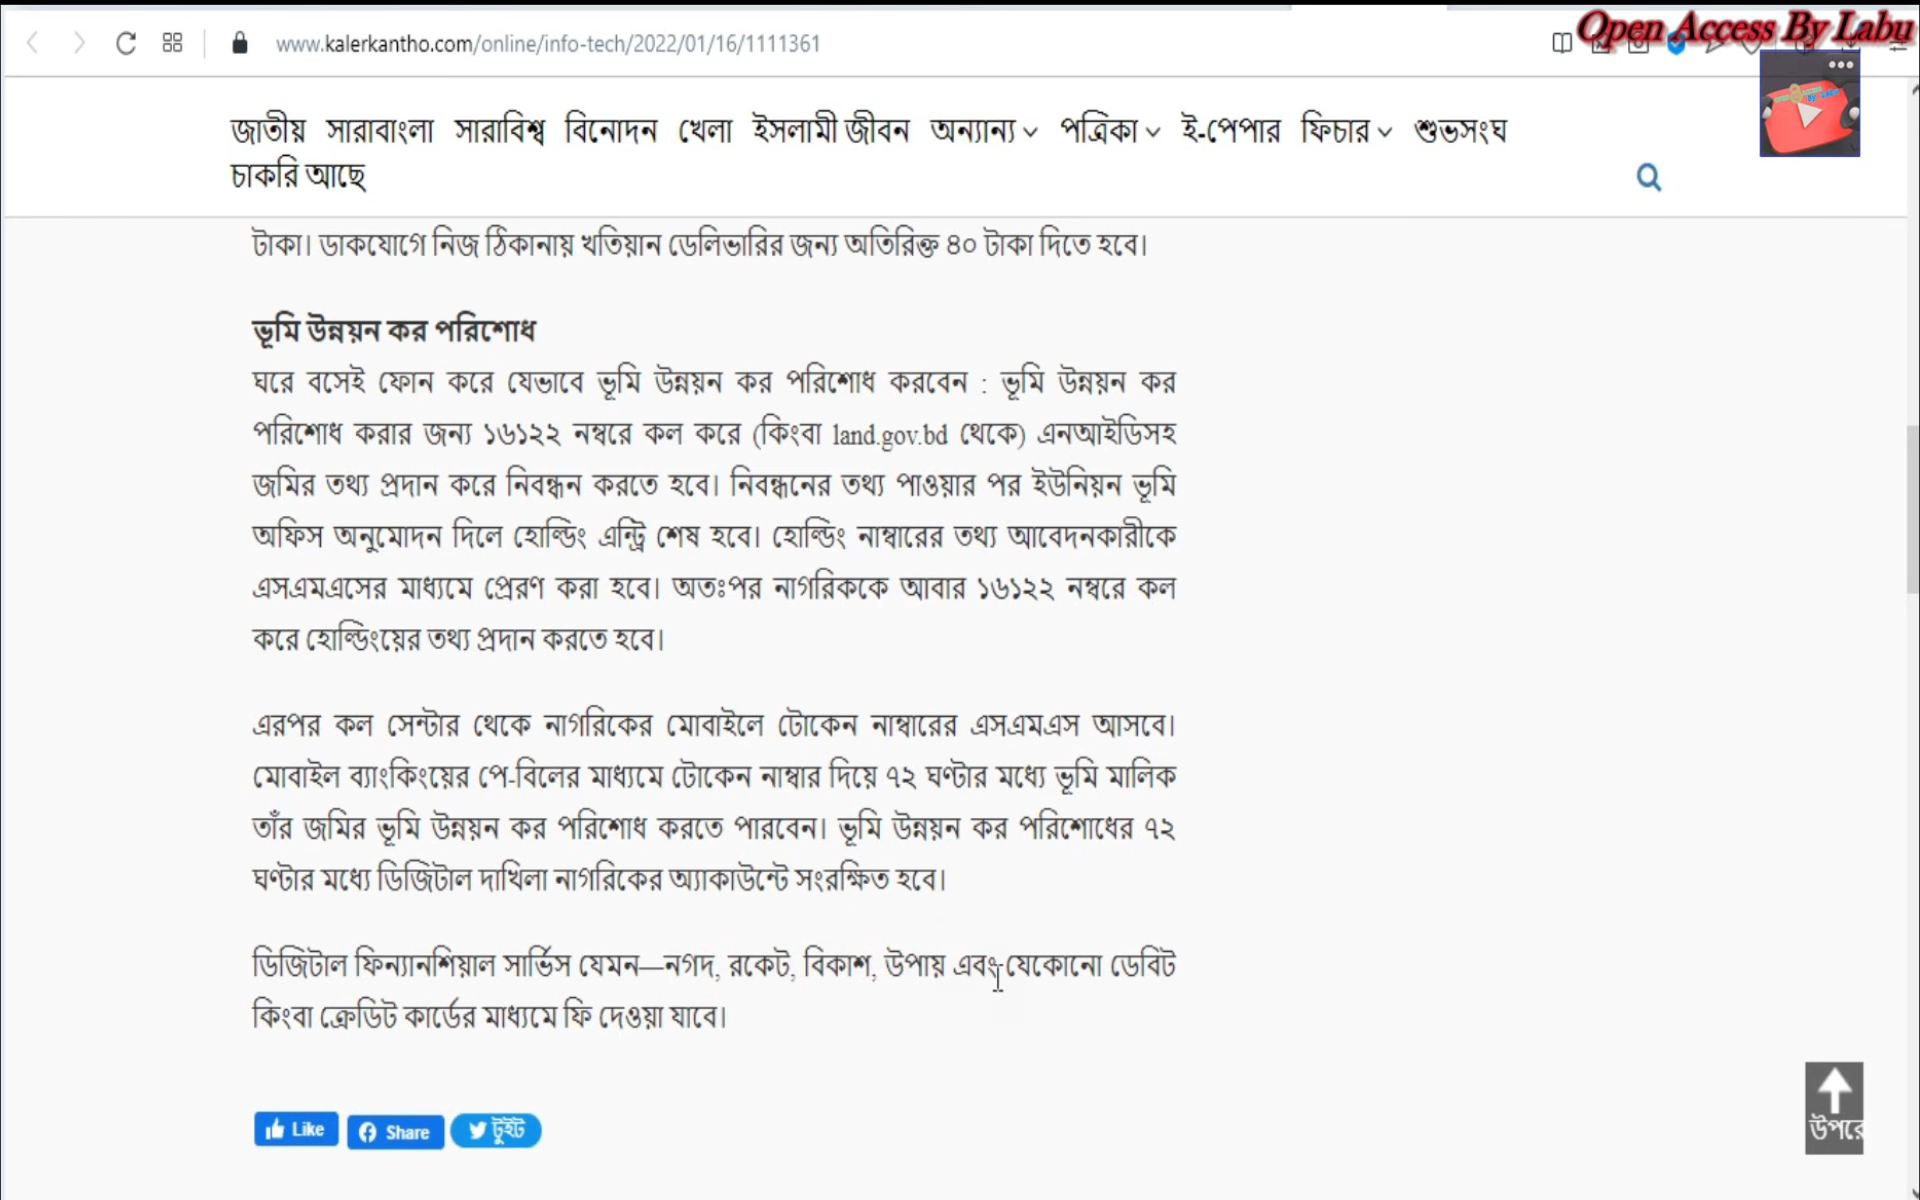 Open Access By Labu
www.kalerkantho.com/online/info-tech/2022/01/16/1111361
জাতীয় সারাবাংলা সারাবিশ্ব বিনোদন খেলা ইসলামী জীবন অন্যান্য পত্রিকা ই-পেপার ফিচার শুভসংঘ
চাকরি আছে
টাকা। ডাকযোগে নিজ ঠিকানায় খতিয়ান ডেলিভারির জন্য অতিরিক্ত ৪০ টাকা দিতে হবে।
ভূমি উন্নয়ন কর পরিশোধ
ঘরে বসেই ফোন করে যেভাবে ভূমি উন্নয়ন কর পরিশোধ করবেন : ভূমি উন্নয়ন কর
পরিশোধ করার জন্য ১৬১২২ নম্বরে কল করে (কিংবা land.gov.bd থেকে) এনআইডিসহ
জমির তথ্য প্রদান করে নিবন্ধন করতে হবে। নিবন্ধনের তথ্য পাওয়ার পর ইউনিয়ন ভূমি
অফিস অনুমোদন দিলে হোল্ডিং এন্ট্রি শেষ হবে। হোল্ডিং নাম্বারের তথ্য আবেদনকারীকে
এসএমএসের মাধ্যমে প্রেরণ করা হবে। অতঃপর নাগরিককে আবার ১৬১২২ নম্বরে কল
করে হোল্ডিংয়ের তথ্য প্রদান করতে হবে।
এরপর কল সেন্টার থেকে নাগরিকের মোবাইলে টোকেন নাম্বারের এসএমএস আসবে।
মোবাইল ব্যাংকিংয়ের পে-বিলের মাধ্যমে টোকেন নাম্বার দিয়ে ৭২ ঘণ্টার মধ্যে ভূমি মালিক
তাঁর জমির ভূমি উন্নয়ন কর পরিশোধ করতে পারবেন। ভূমি উন্নয়ন কর পরিশোধের ৭২
ঘণ্টার মধ্যে ডিজিটাল দাখিলা নাগরিকের অ্যাকাউন্টে সংরক্ষিত হবে।
ডিজিটাল ফিন্যানশিয়াল সার্ভিস যেমন—নগদ, রকেট, বিকাশ, উপায় এবং যেকোনো ডেবিট
কিংবা ক্রেডিট কার্ডের মাধ্যমে ফি দেওয়া যাবে।
Like Share টুইট
উপরে